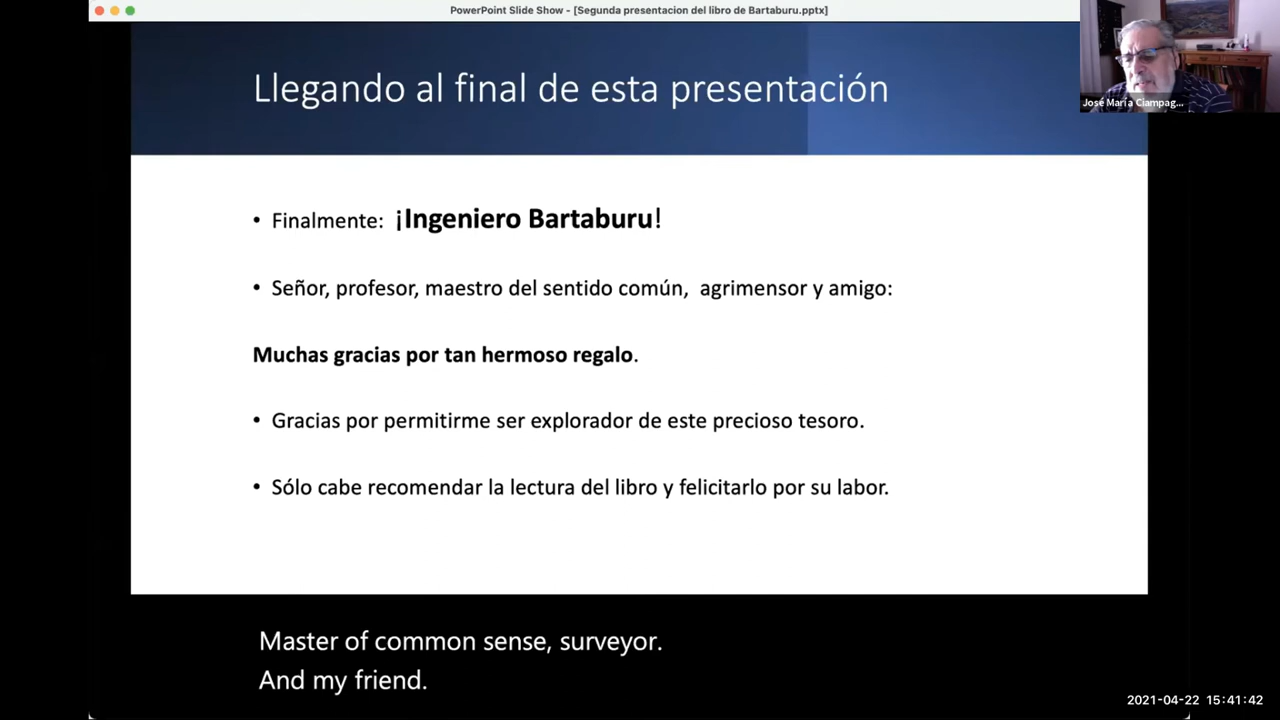 PowerPoint Slide Show - [Segunda presentacion del libro de Bartaburu.pptx]
Llegando al final de esta presentación
José María Ciampag...
• Finalmente: ¡Ingeniero Bartaburu!
• Señor, profesor, maestro del sentido común, agrimensor y amigo:
Muchas gracias por tan hermoso regalo.
• Gracias por permitirme ser explorador de este precioso tesoro.
• Sólo cabe recomendar la lectura del libro y felicitarlo por su labor.
Master of common sense, surveyor.
And my friend.
2021-04-22 15:41:42